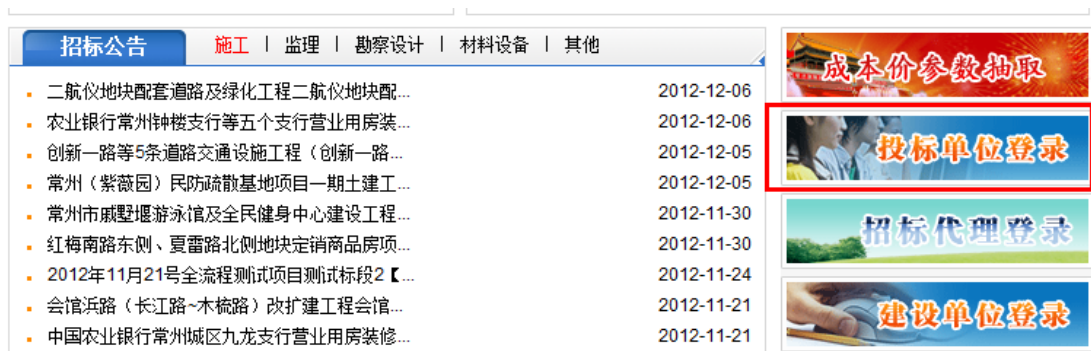 招标公告 施工 | 监理 | 勘察设计 | 材料设备 | 其他
二航仪地块配套道路及绿化工程二航仪地块配... 2012-12-06
农业银行常州钟楼支行等五个支行营业用房装... 2012-12-06
创新一路等5条道路交通设施工程（创新一路... 2012-12-05
常州（紫薇园）民防疏散基地项目一期土建工... 2012-12-05
常州市戚墅堰游泳馆及全民健身中心建设工程... 2012-11-30
红梅南路东侧、夏雷路北侧地块定销商品房项... 2012-11-30
2012年11月21号全流程测试项目测试标段2【... 2012-11-24
会馆浜路（长江路~木梳路）改扩建工程会馆... 2012-11-21
中国农业银行常州城区九龙支行营业用房装修... 2012-11-21
成本价参数抽取
投标单位登录
招标代理登录
建设单位登录